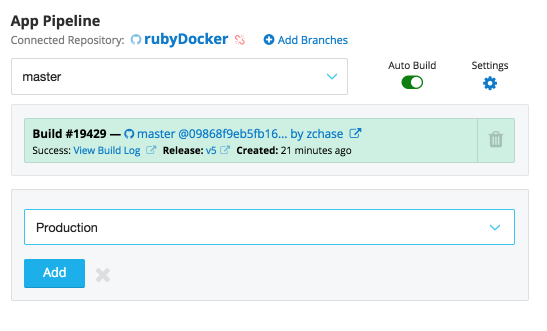 App Pipeline
Connected Repository: rubyDocker Add Branches
master
Auto Build
Settings
Build #19429 — master @09868f9eb5fb16... by zchase
Success: View Build Log Release: v5 Created: 21 minutes ago
Production
Add